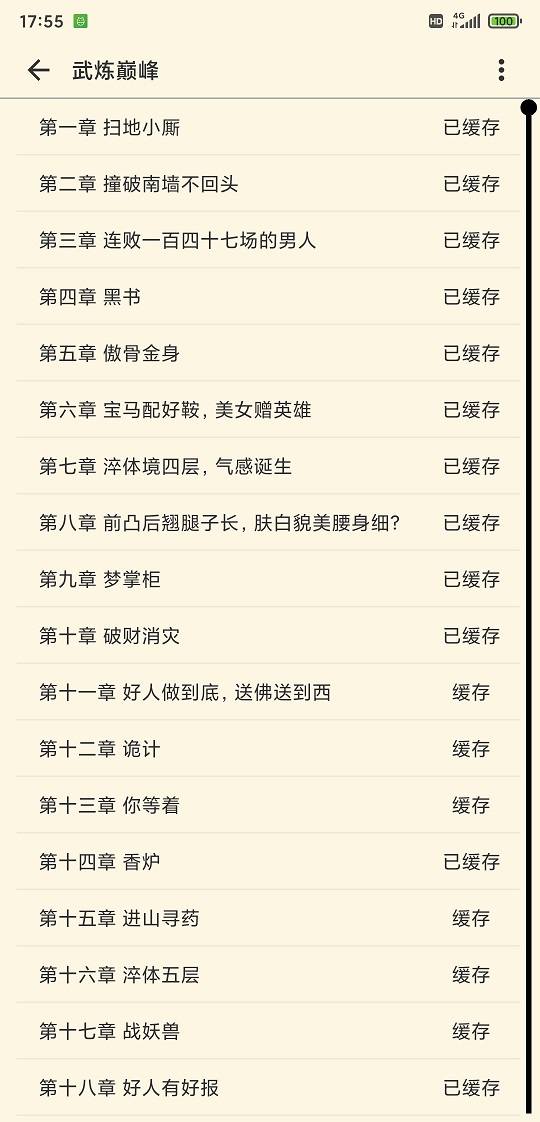 17:55 HD 4G 100
武炼巅峰
第一章 扫地小厮 已缓存
第二章 撞破南墙不回头 已缓存
第三章 连败一百四十七场的男人 已缓存
第四章 黑书 已缓存
第五章 傲骨金身 已缓存
第六章 宝马配好鞍，美女赠英雄 已缓存
第七章 淬体境四层，气感诞生 已缓存
第八章 前凸后翘腿子长，肤白貌美腰身细？ 已缓存
第九章 梦掌柜 已缓存
第十章 破财消灾 已缓存
第十一章 好人做到底，送佛送到西 缓存
第十二章 诡计 缓存
第十三章 你等着 缓存
第十四章 香炉 已缓存
第十五章 进山寻药 缓存
第十六章 淬体五层 缓存
第十七章 战妖兽 缓存
第十八章 好人有好报 已缓存